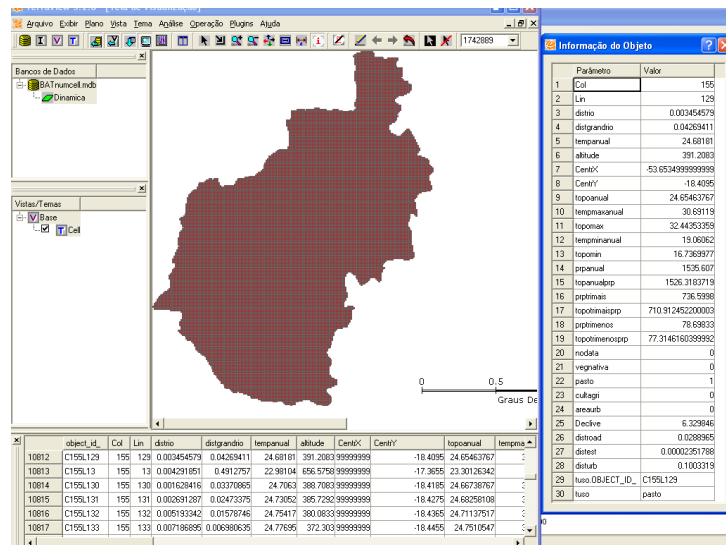 Arquivo Exibir Plano Vista Tema Análise Operação Plugins Ajuda
1742889
Bancos de Dados
BATnumcell.mdb
Dinamica
Vistas/Temas
Base
Cell
0 0.5
Graus De
object_id_ Col Lin distrio distgrandrio tempanual altitude CentX CentY topoanual tempma
10812 C155L129 155 129 0.003454579 0.04269411 24.68181 391.2083 99999999 -18.4095 24.65463767
10813 C155L13 155 13 0.004291851 0.4912757 22.98104 656.5758 99999999 -17.3655 23.30126342
10814 C155L130 155 130 0.001628416 0.03370865 24.7063 388.7083 99999999 -18.4185 24.66738767
10815 C155L131 155 131 0.002691287 0.02473375 24.73052 385.7292 99999999 -18.4275 24.68258108
10816 C155L132 155 132 0.005193342 0.01578746 24.75417 380.0833 99999999 -18.4365 24.71137517
10817 C155L133 155 133 0.007186895 0.006980635 24.77695 372.303 99999999 -18.4455 24.7510547
Informação do Objeto
Parâmetro Valor
1 Col 155
2 Lin 129
3 distrio 0.003454579
4 distgrandrio 0.04269411
5 tempanual 24.68181
6 altitude 391.2083
7 CentX -53.6534999999999
8 CentY -18.4095
9 topoanual 24.65463767
10 tempmaxanual 30.69119
11 topomax 32.44353359
12 tempminanual 19.06062
13 topomin 16.7369977
14 prpanual 1535.607
15 topanualprp 1526.3183719
16 prptrimais 736.5998
17 topotrimaisprp 710.912452200003
18 prptrimenos 78.69833
19 topotrimenosprp 77.3146160399992
20 nodata 0
21 vegnativa 0
22 pasto 1
23 cultagri 0
24 areaurb 0
25 Declive 6.329846
26 distroad 0.0288965
27 distest 0.00002351788
28 disturb 0.1003319
29 tuso.OBJECT_ID_ C155L129
30 tuso pasto